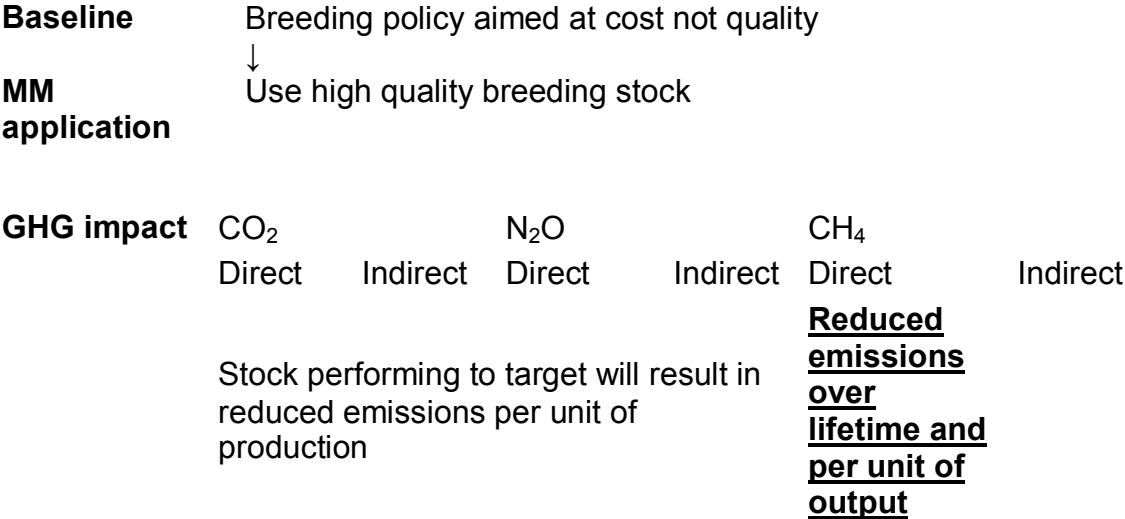 Baseline Breeding policy aimed at cost not quality
↓
MM Use high quality breeding stock
application
GHG impact CO₂ N₂O CH₄
Direct Indirect Direct Indirect Direct Indirect
Stock performing to target will result in
reduced emissions per unit of
production
Reduced
emissions
over
lifetime and
per unit of
output